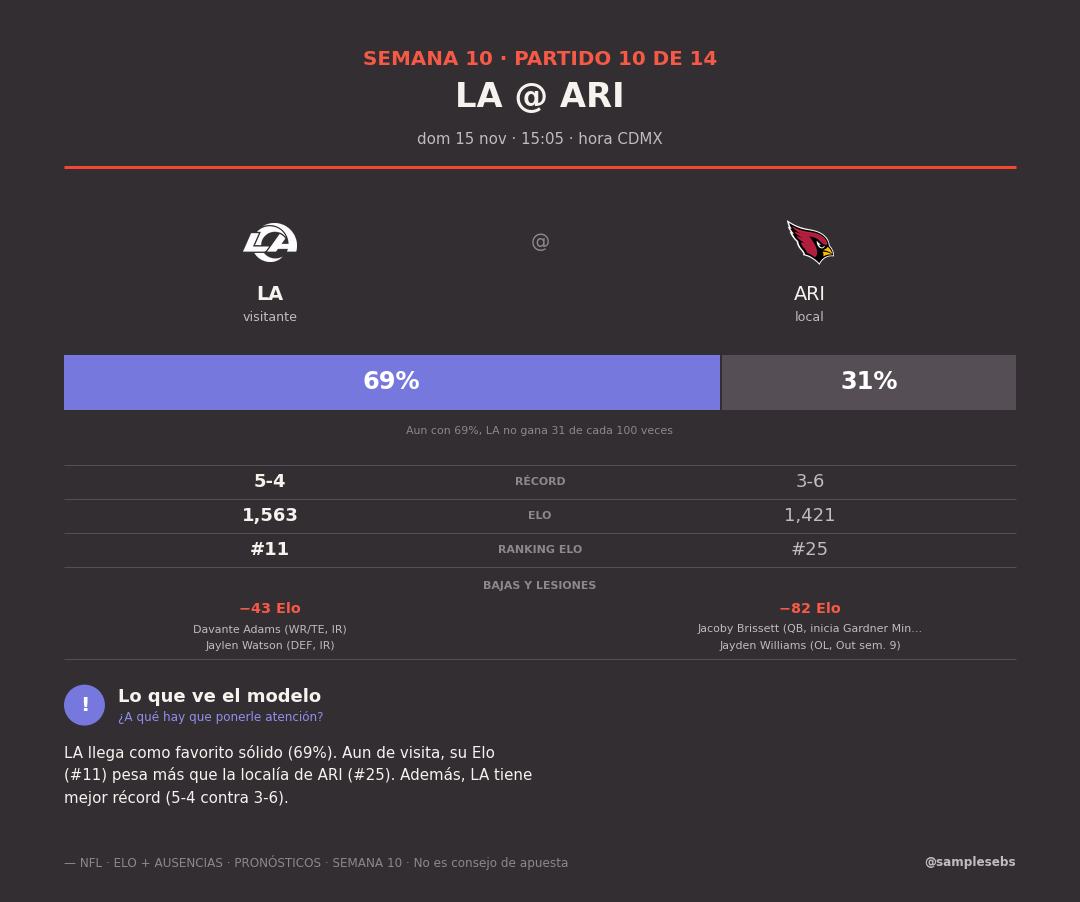 SEMANA 10 · PARTIDO 10 DE 14
LA @ ARI
dom 15 nov · 15:05 · hora CDMX
LA
@
LA
ARI
visitante
local
69%
31%
Aun con 69%, LA no gana 31 de cada 100 veces
5-4 RÉCORD 3-6
1,563 ELO 1,421
#11 RANKING ELO #25
BAJAS Y LESIONES
−43 Elo
−82 Elo
Davante Adams (WR/TE, IR)
Jacoby Brissett (QB, inicia Gardner Min…
Jaylen Watson (DEF, IR)
Jayden Williams (OL, Out sem. 9)
!
Lo que ve el modelo
¿A qué hay que ponerle atención?
LA llega como favorito sólido (69%). Aun de visita, su Elo
(#11) pesa más que la localía de ARI (#25). Además, LA tiene
mejor récord (5-4 contra 3-6).
— NFL · ELO + AUSENCIAS · PRONÓSTICOS · SEMANA 10 · No es consejo de apuesta
@samplesebs